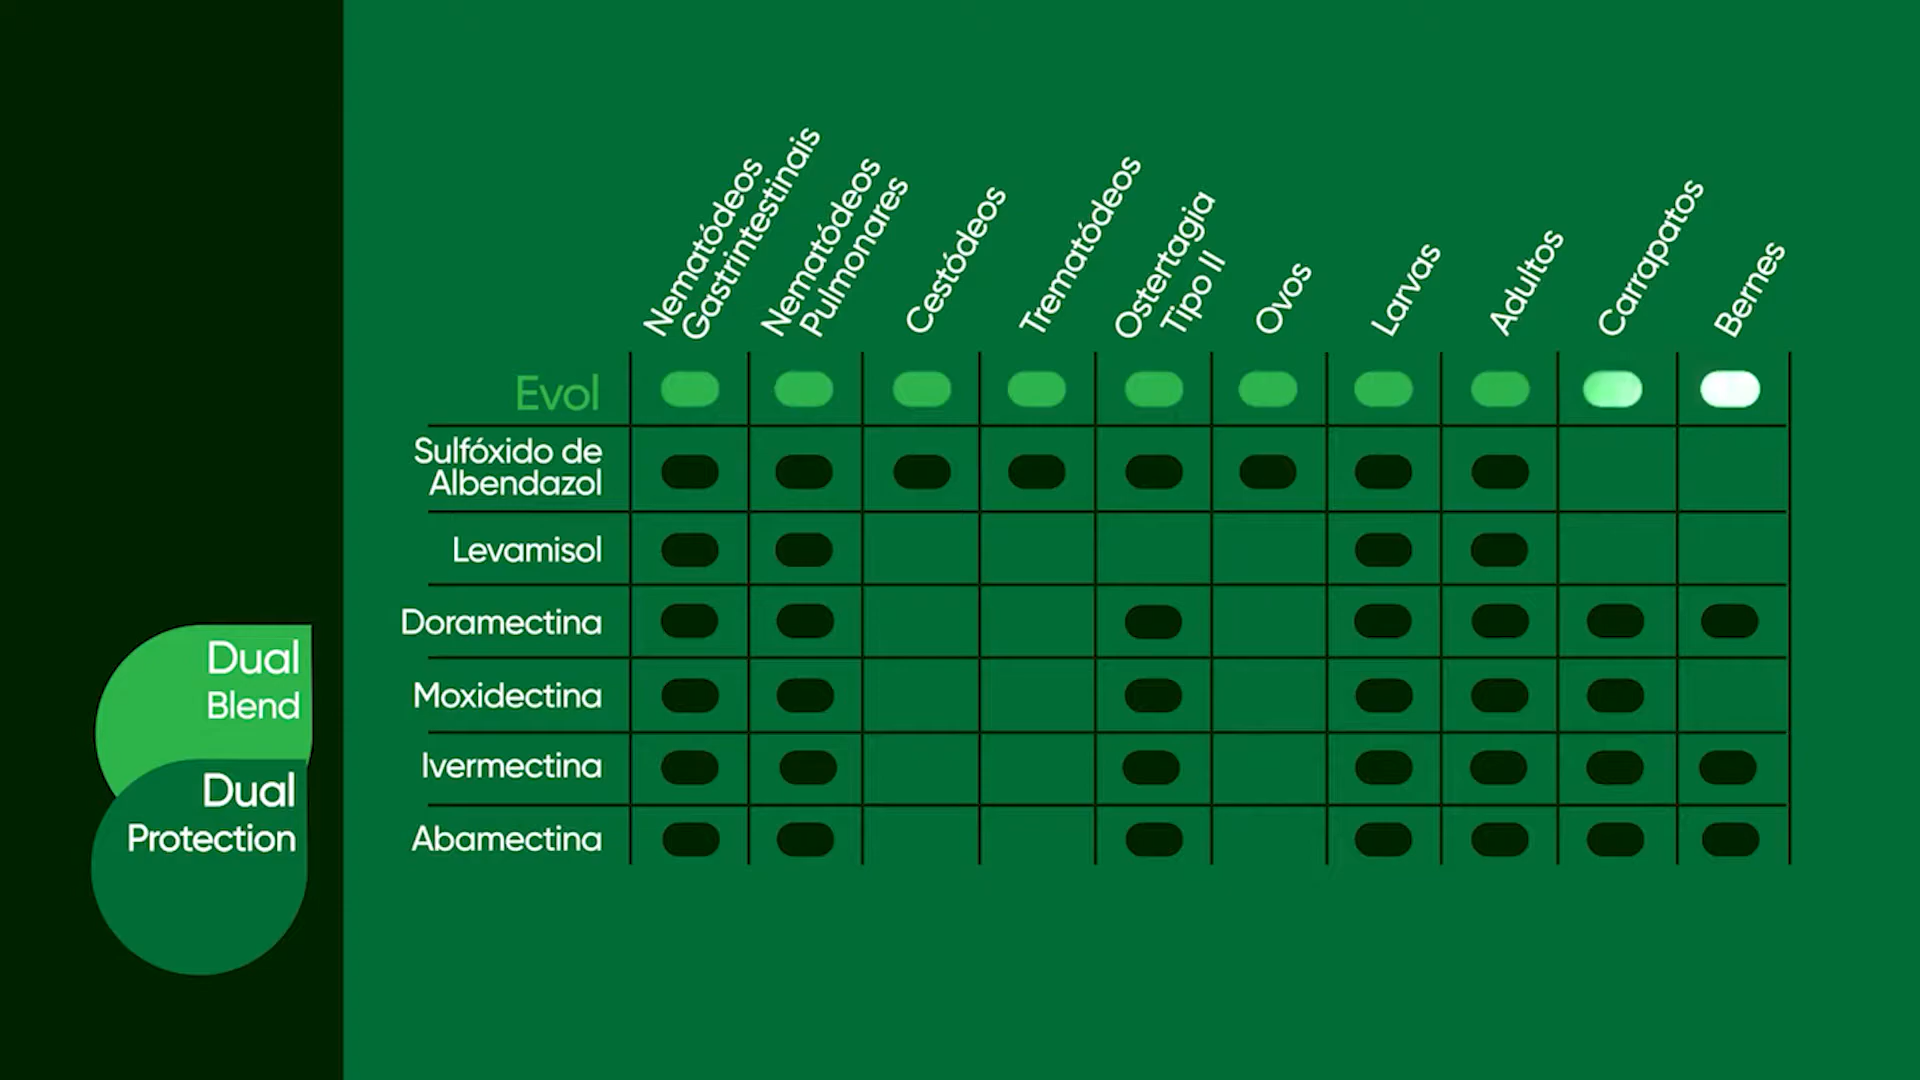 Nematódeos
Gastrintestinais
Nematódeos
Pulmonares
Cestódeos
Trematódeos
Ostertagia
Tipo II
Ovos
Larvas
Adultos
Carrapatos
Bernes
Evol
Sulfóxido de
Albendazol
Levamisol
Doramectina
Moxidectina
Ivermectina
Abamectina
Dual
Blend
Dual
Protection